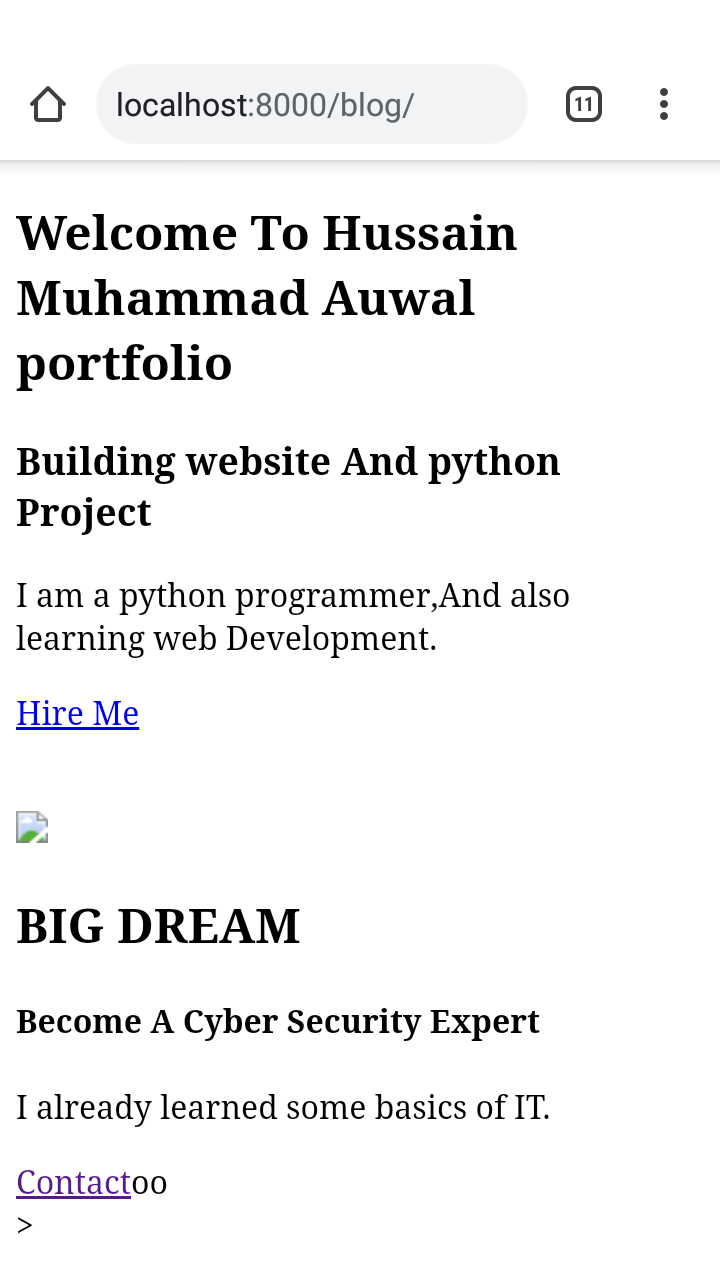 localhost:8000/blog/
11
Welcome To Hussain
Muhammad Auwal
portfolio
Building website And python
Project
I am a python programmer,And also
learning web Development.
Hire Me
BIG DREAM
Become A Cyber Security Expert
I already learned some basics of IT.
Contactoo
>